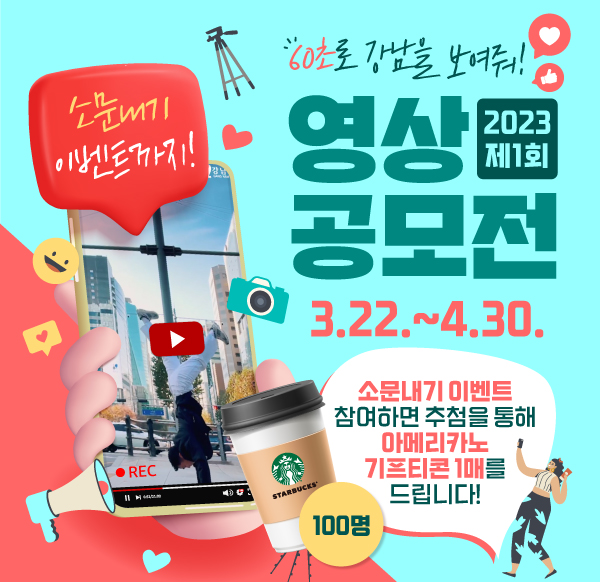 60초로 강남을 보여줘!
영상
2023
제1회
공모전
3.22.~4.30.
소문내기
이벤트까지!
REC
STARBUCKS
100명
소문내기 이벤트
참여하면 추첨을 통해
아메리카노
기프티콘 1매를
드립니다!